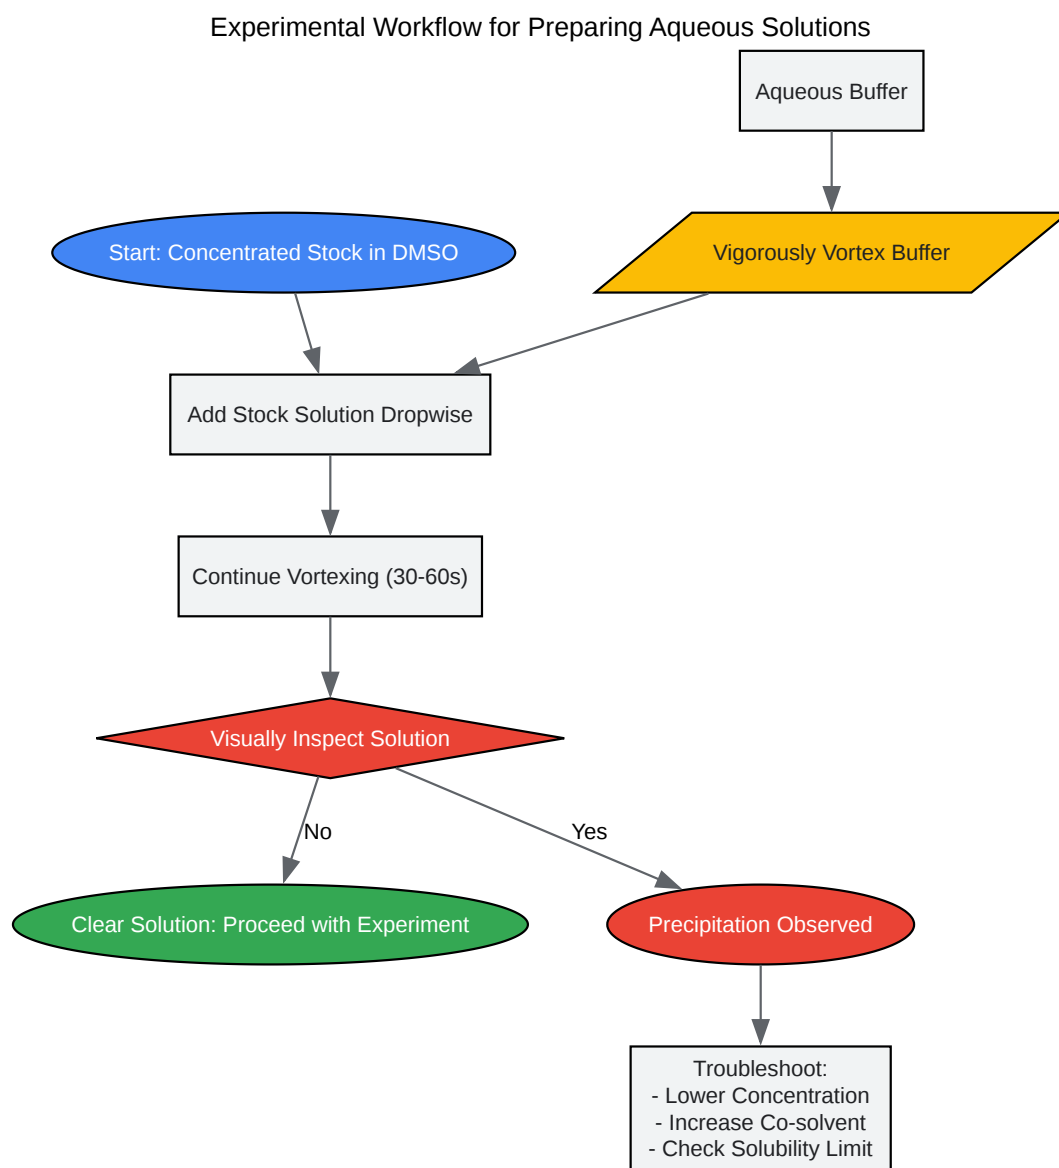 Experimental Workflow for Preparing Aqueous Solutions
Aqueous Buffer
Start: Concentrated Stock in DMSO
Vigorously Vortex Buffer
Add Stock Solution Dropwise
Continue Vortexing (30-60s)
Visually Inspect Solution
No
Yes
Clear Solution: Proceed with Experiment
Precipitation Observed
Troubleshoot:
- Lower Concentration
- Increase Co-solvent
- Check Solubility Limit